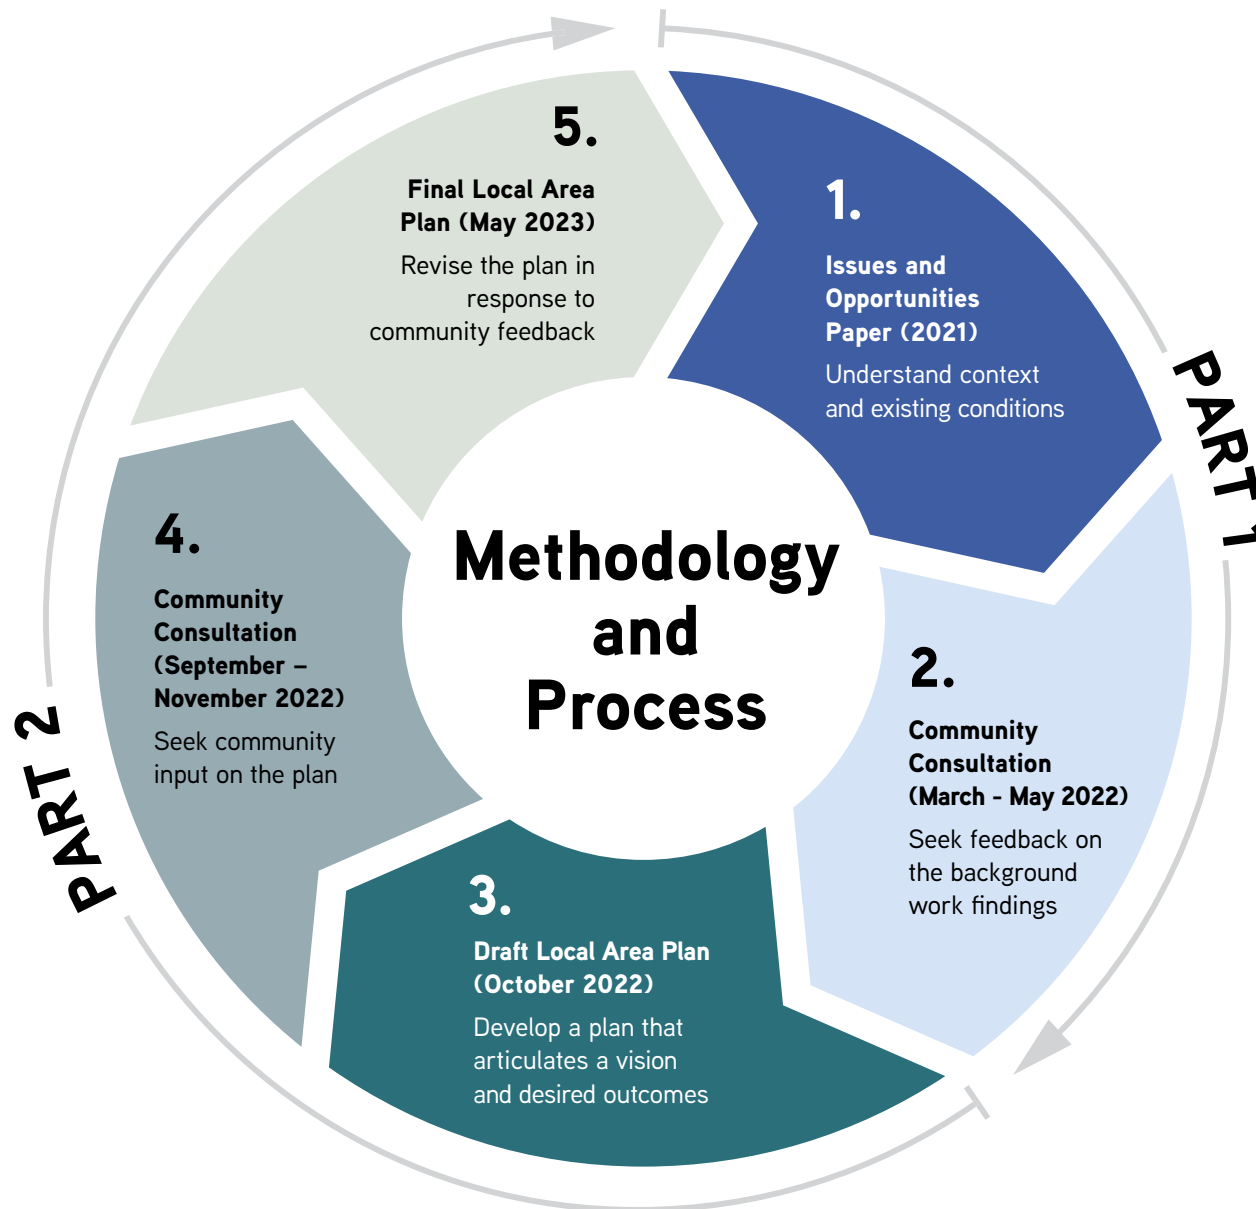 Methodology
and
Process
PART 1
1.
Issues and
Opportunities
Paper (2021)
Understand context
and existing conditions
2.
Community
Consultation
(March - May 2022)
Seek feedback on
the background
work findings
PART 2
3.
Draft Local Area Plan
(October 2022)
Develop a plan that
articulates a vision
and desired outcomes
4.
Community
Consultation
(September –
November 2022)
Seek community
input on the plan
5.
Final Local Area
Plan (May 2023)
Revise the plan in
response to
community feedback